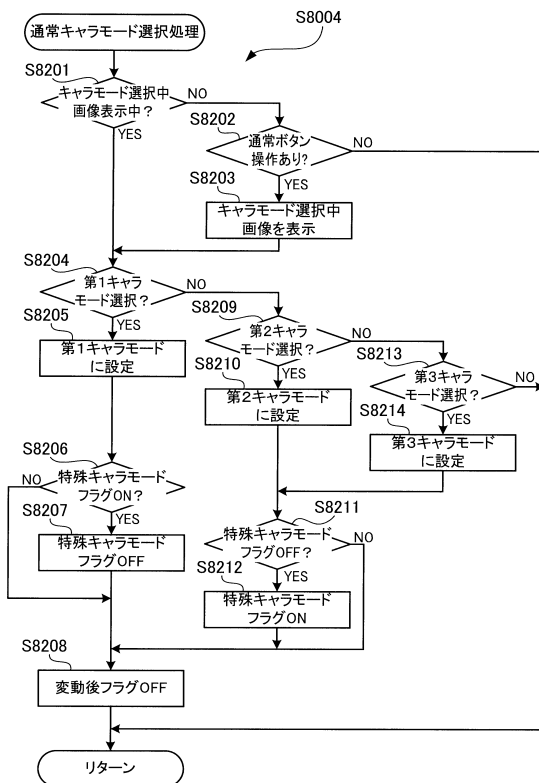 通常キャラモード選択処理
S8004
S8201
キャラモード選択中
画像表示中？
NO
YES
S8202
通常ボタン
操作あり?
NO
YES
S8203
キャラモード選択中
画像を表示
S8204
第1キャラ
モード選択？
NO
YES
S8205
第1キャラモード
に設定
S8209
第2キャラ
モード選択？
NO
YES
S8210
第2キャラモード
に設定
S8213
第3キャラ
モード選択？
NO
YES
S8214
第3キャラモード
に設定
S8206
特殊キャラモード
フラグON？
NO
YES
S8207
特殊キャラモード
フラグOFF
S8211
特殊キャラモード
フラグOFF？
NO
YES
S8212
特殊キャラモード
フラグON
S8208
変動後フラグOFF
リターン